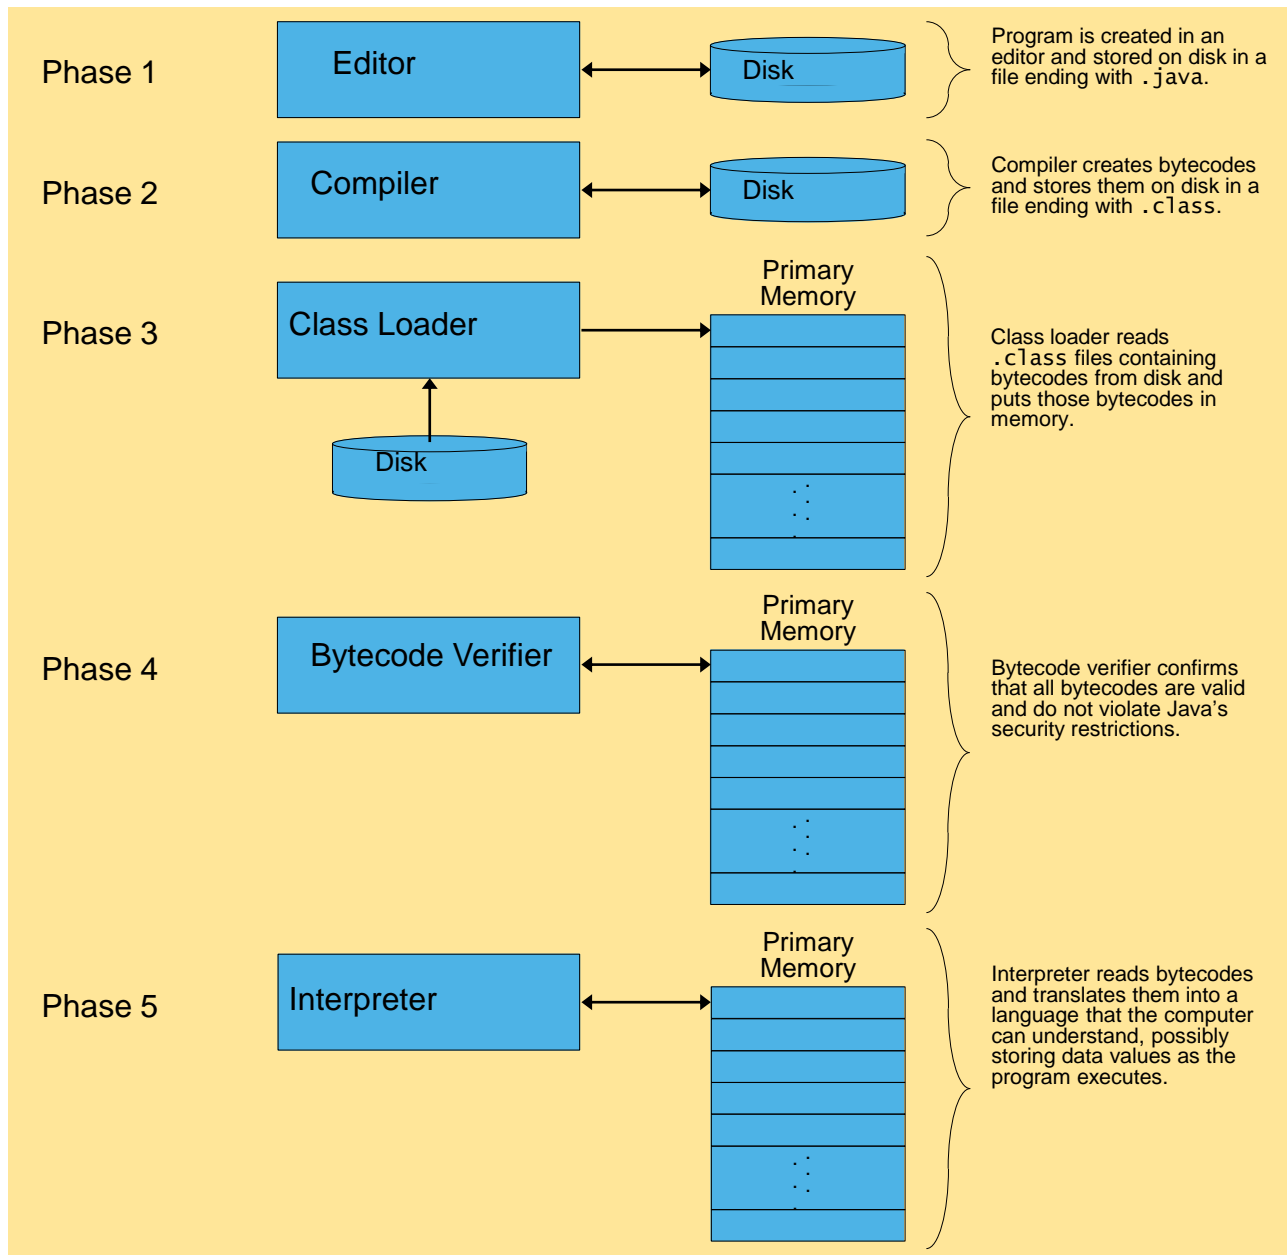 Phase 1
Editor
Disk
Program is created in an
editor and stored on disk in a
file ending with .java.
Phase 2
Compiler
Disk
Compiler creates bytecodes
and stores them on disk in a
file ending with .class.
Phase 3
Class Loader
Disk
Primary
Memory
Class loader reads
.class files containing
bytecodes from disk and
puts those bytecodes in
memory.
Phase 4
Bytecode Verifier
Primary
Memory
Bytecode verifier confirms
that all bytecodes are valid
and do not violate Java’s
security restrictions.
Phase 5
Interpreter
Primary
Memory
Interpreter reads bytecodes
and translates them into a
language that the computer
can understand, possibly
storing data values as the
program executes.